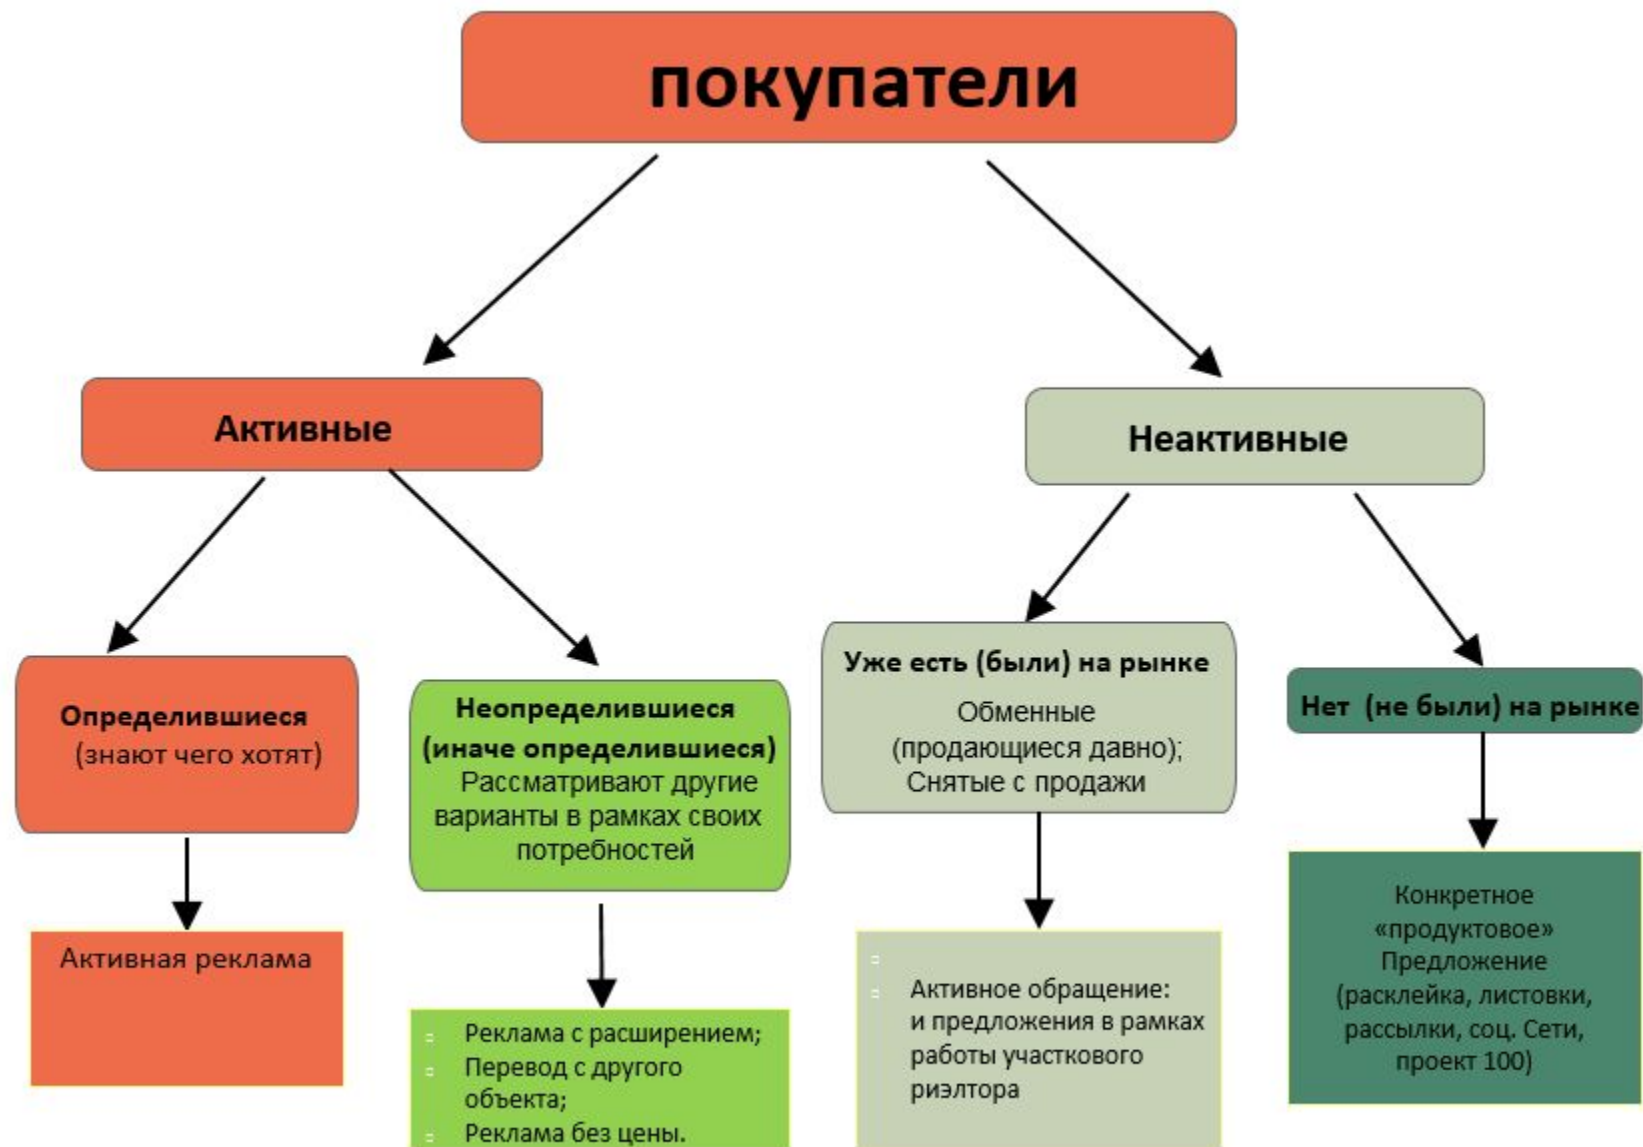 покупатели
Активные
Неактивные
Определившиеся
(знают чего хотят)
Неопределившиеся
(иначе определившиеся)
Рассматривают другие
варианты в рамках своих
потребностей
Уже есть (были) на рынке
Обменные
(продающиеся давно);
Снятые с продажи
Нет (не были) на рынке
Активная реклама
Реклама с расширением;
Перевод с другого
объекта;
Реклама без цены.
Активное обращение:
и предложения в рамках
работы участкового
риэлтора
Конкретное
«продуктовое»
Предложение
(расклейка, листовки,
рассылки, соц. Сети,
проект 100)